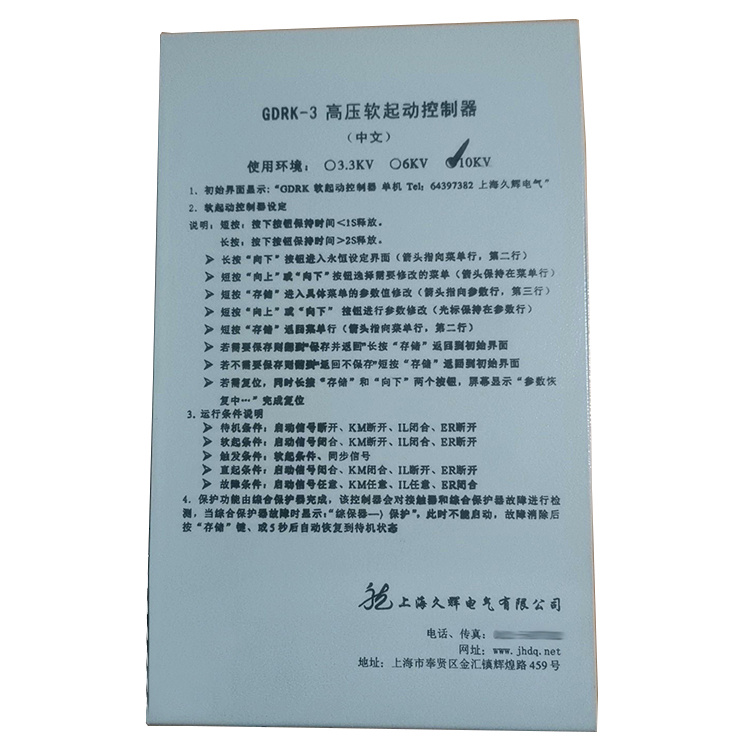 GDRK-3 高压软起动控制器
（中文）
使用环境：○3.3KV ○6KV ○10KV
1、初始界面显示："GDRK 软起动控制器 单机 Tel：64397382 上海久辉电气"
2、软起动控制器设定
说明：短按：按下按钮保持时间<1S释放。
长按：按下按钮保持时间>2S释放。
➢ 长按"向下"按钮进入永恒设定界面（箭头指向菜单行，第二行）
➢ 短按"向上"或"向下"按钮选择需要修改的菜单（箭头保持在菜单行）
➢ 短按"存储"进入具体菜单的参数值修改（箭头指向参数行，第三行）
➢ 短按"向上"或"向下" 按钮进行参数修改（光标保持在参数行）
➢ 短按"存储"返回菜单行（箭头指向菜单行，第二行）
➢ 若需要保存则翻到"保存并返回"长按"存储"返回到初始界面
➢ 若不需要保存则翻到"返回不保存"短按"存储"返回到初始界面
➢ 若需复位，同时长按"存储"和"向下"两个按钮，屏幕显示"参数恢
复中…"完成复位
3、运行条件说明
➢ 待机条件：启动信号断开、KM断开、IL闭合、ER断开
➢ 软起条件：启动信号闭合、KM断开、IL闭合、ER断开
➢ 触发条件：软起条件、同步信号
➢ 直起条件：启动信号闭合、KM闭合、IL断开、ER断开
➢ 故障条件：启动信号任意、KM任意、IL任意、ER闭合
4、保护功能由综合保护器完成，该控制器会对接触器和综合保护器故障进行检
测，当综合保护器故障时显示："综保器—〉保护"，此时不能启动，故障消除后
按"存储"键、或5秒后自动恢复到待机状态
上海久辉电气有限公司
电话、传真：
网址：www.jhdq.net
地址：上海市奉贤区金汇镇辉煌路459号